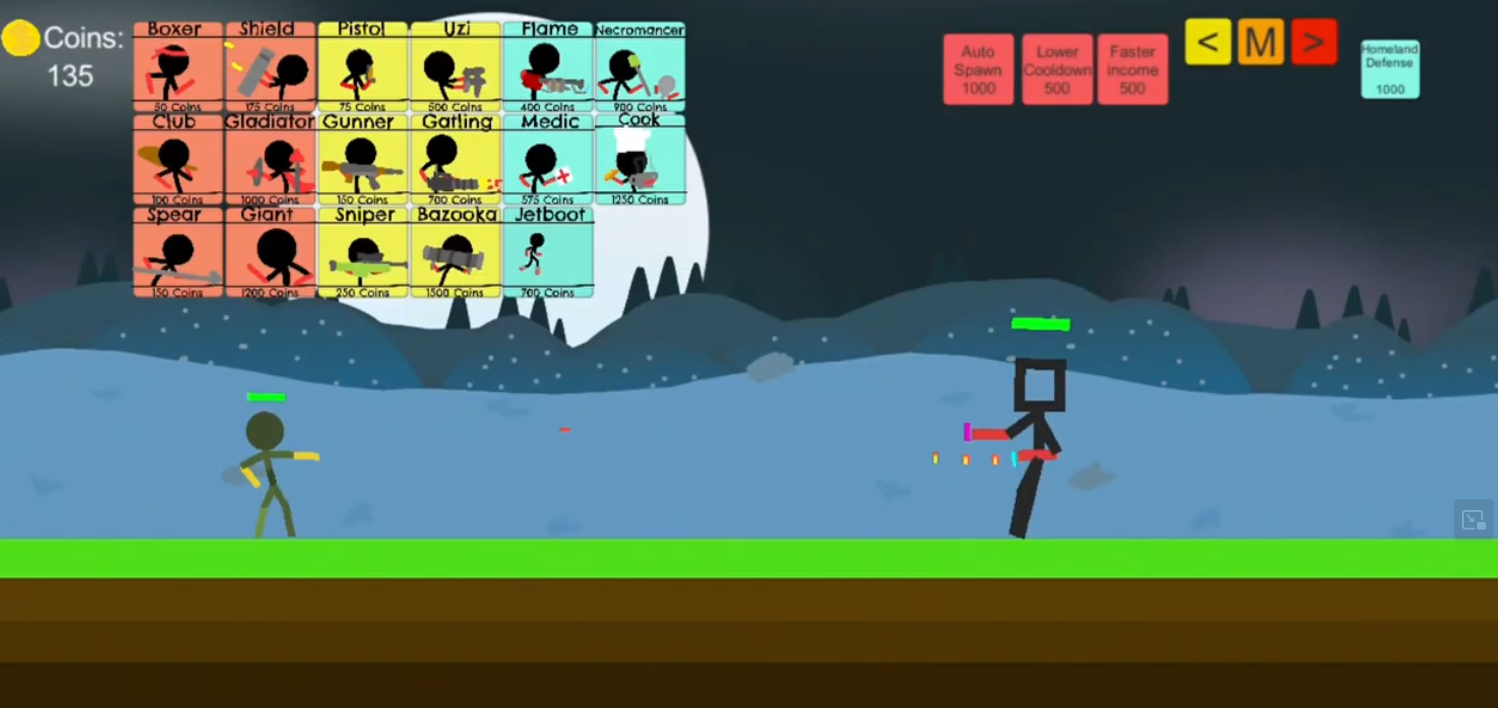 Coins:
135
Boxer
50 Coins
Shield
175 Coins
Pistol
75 Coins
Uzi
500 Coins
Flame
400 Coins
Necromancer
900 Coins
Club
100 Coins
Gladiator
1000 Coins
Gunner
150 Coins
Gatling
700 Coins
Medic
575 Coins
Cook
1250 Coins
Spear
150 Coins
Giant
1200 Coins
Sniper
250 Coins
Bazooka
1500 Coins
Jetboot
700 Coins
Auto
Spawn
1000
Lower
Cooldown
500
Faster
income
500
< M >
Homeland
Defense
1000